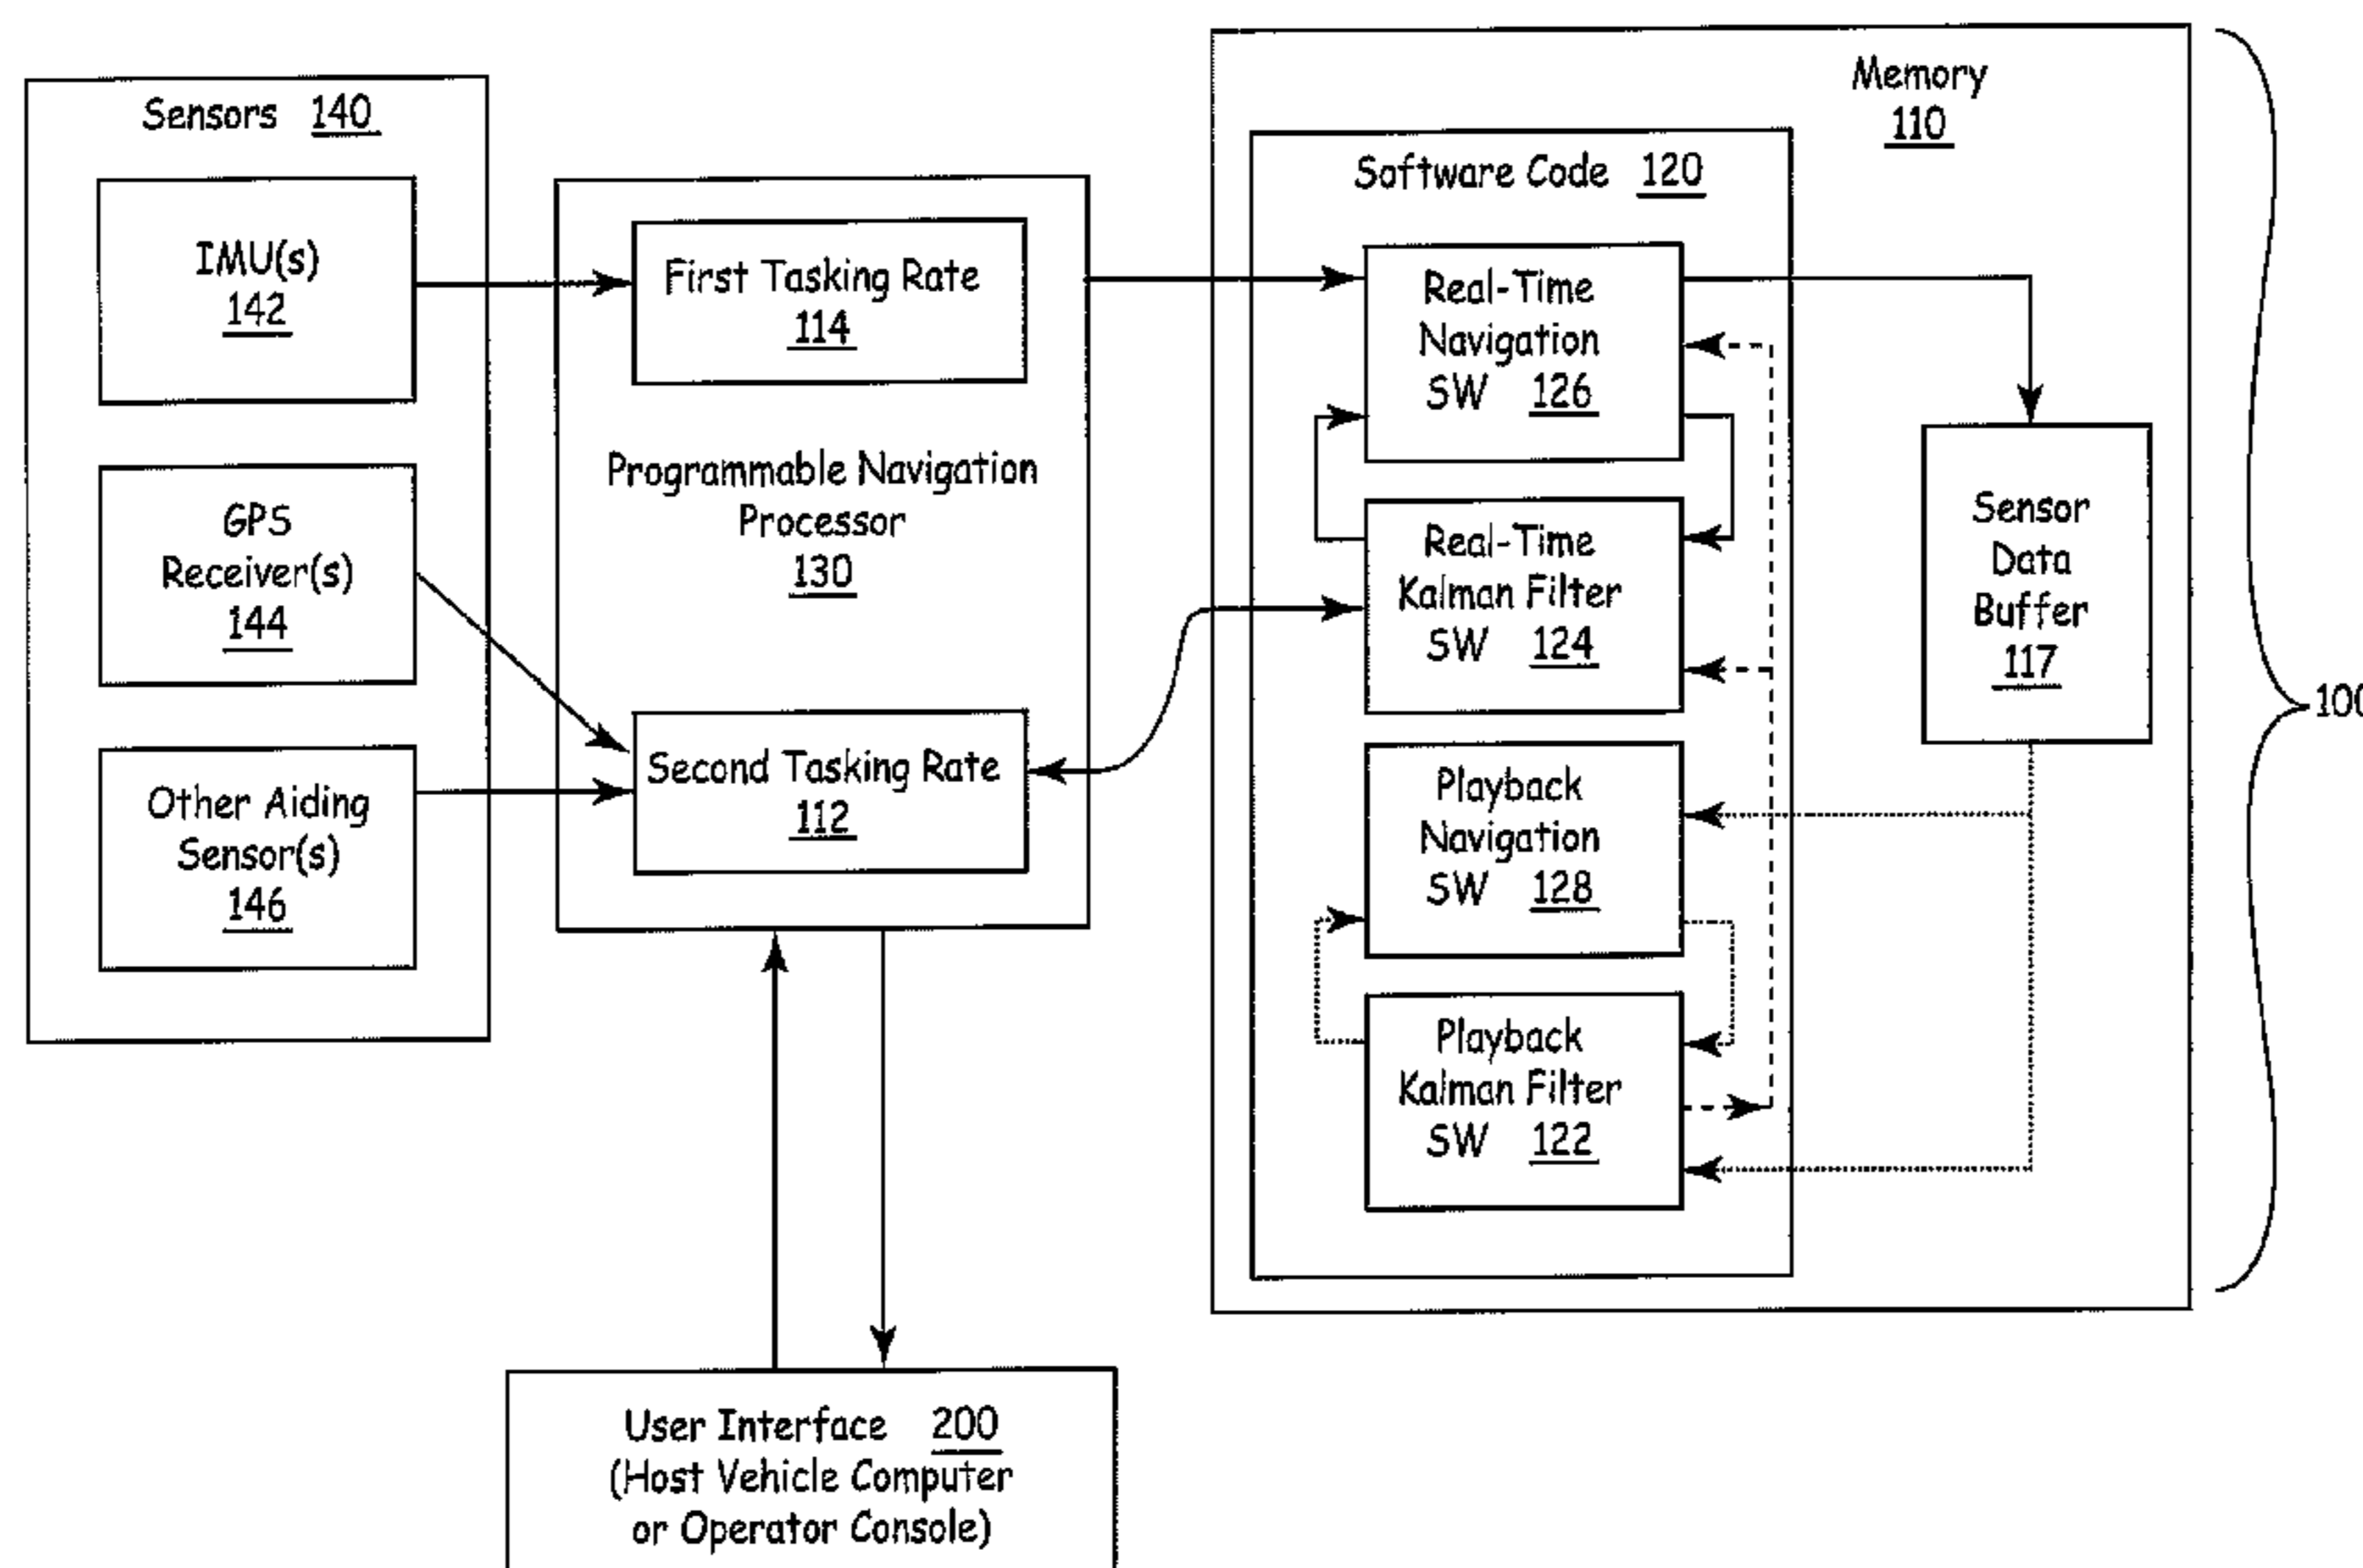 Sensors 140
IMU(s)
142
GPS
Receiver(s)
144
Other Aiding
Sensor(s)
146
First Tasking Rate
114
Programmable Navigation
Processor
130
Second Tasking Rate
112
User Interface 200
(Host Vehicle Computer
or Operator Console)
Memory
110
Software Code 120
Real-Time
Navigation
SW 126
Real-Time
Kalman Filter
SW 124
Playback
Navigation
SW 128
Playback
Kalman Filter
SW 122
Sensor
Data
Buffer
117
100